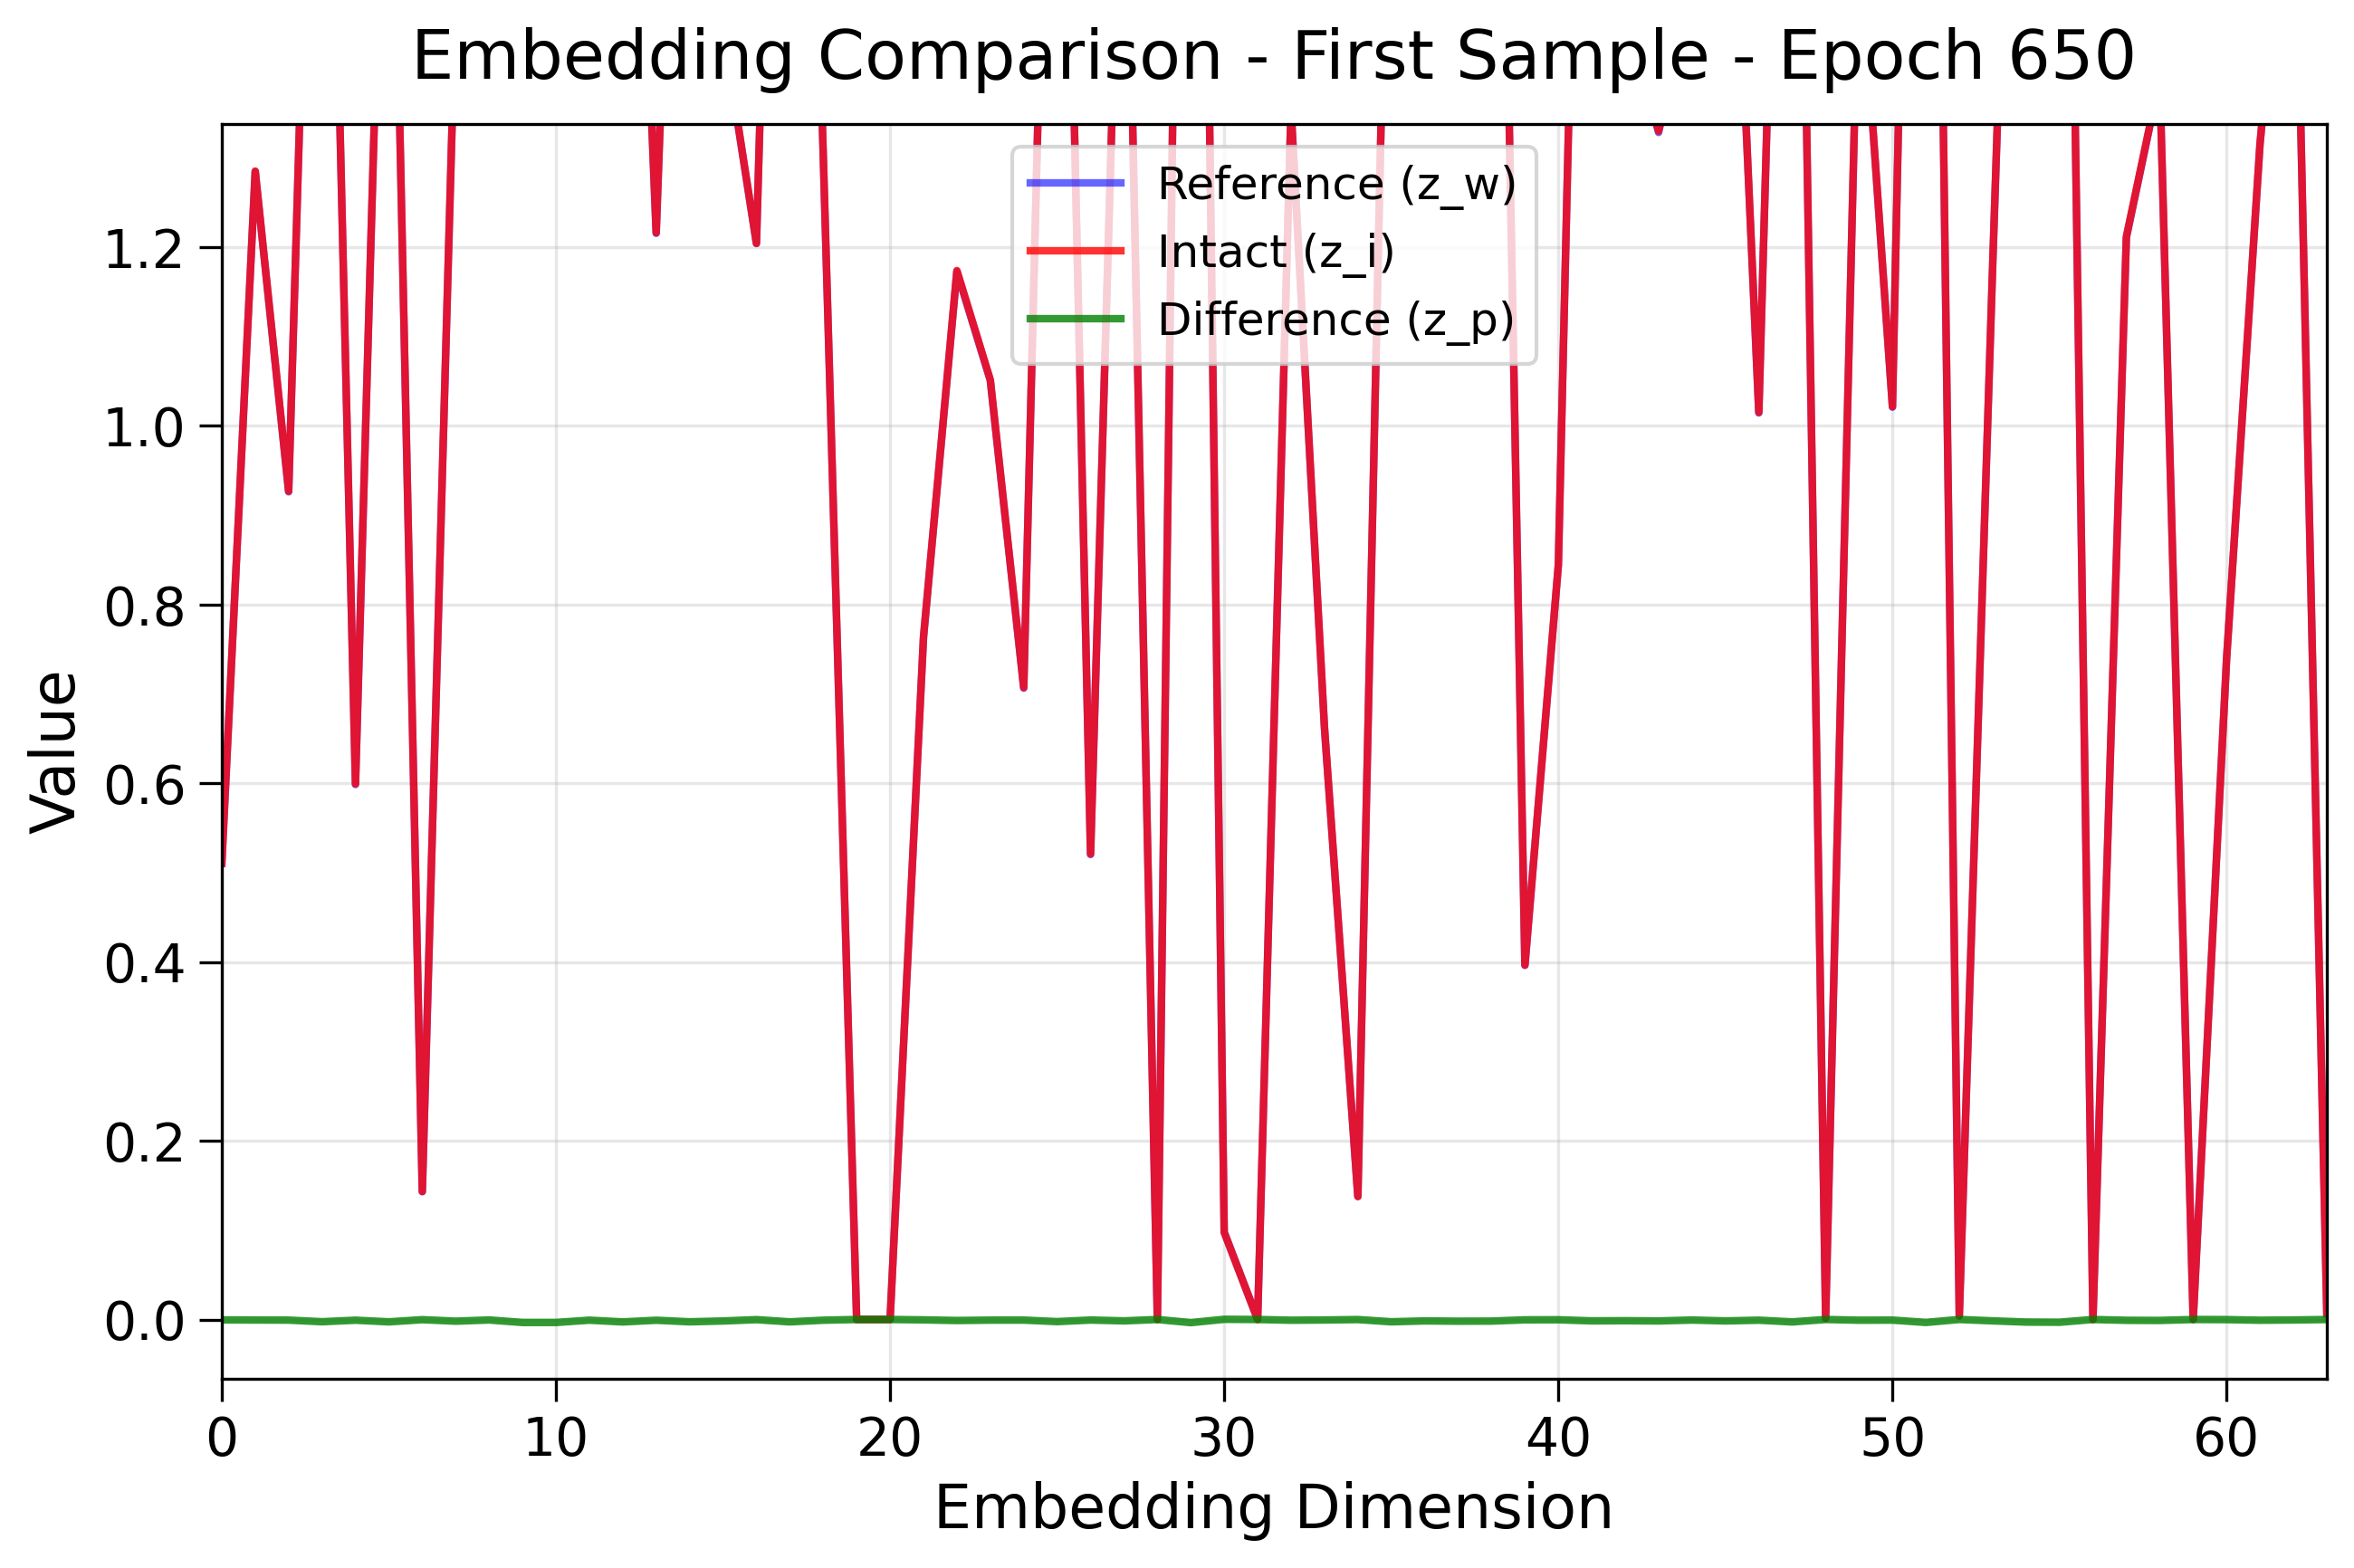 Embedding Comparison - First Sample - Epoch 650
Reference (z_w)
Intact (z_i)
Difference (z_p)
1.2
1.0
0.8
0.6
0.4
0.2
0.0
Value
0 10 20 30 40 50 60
Embedding Dimension